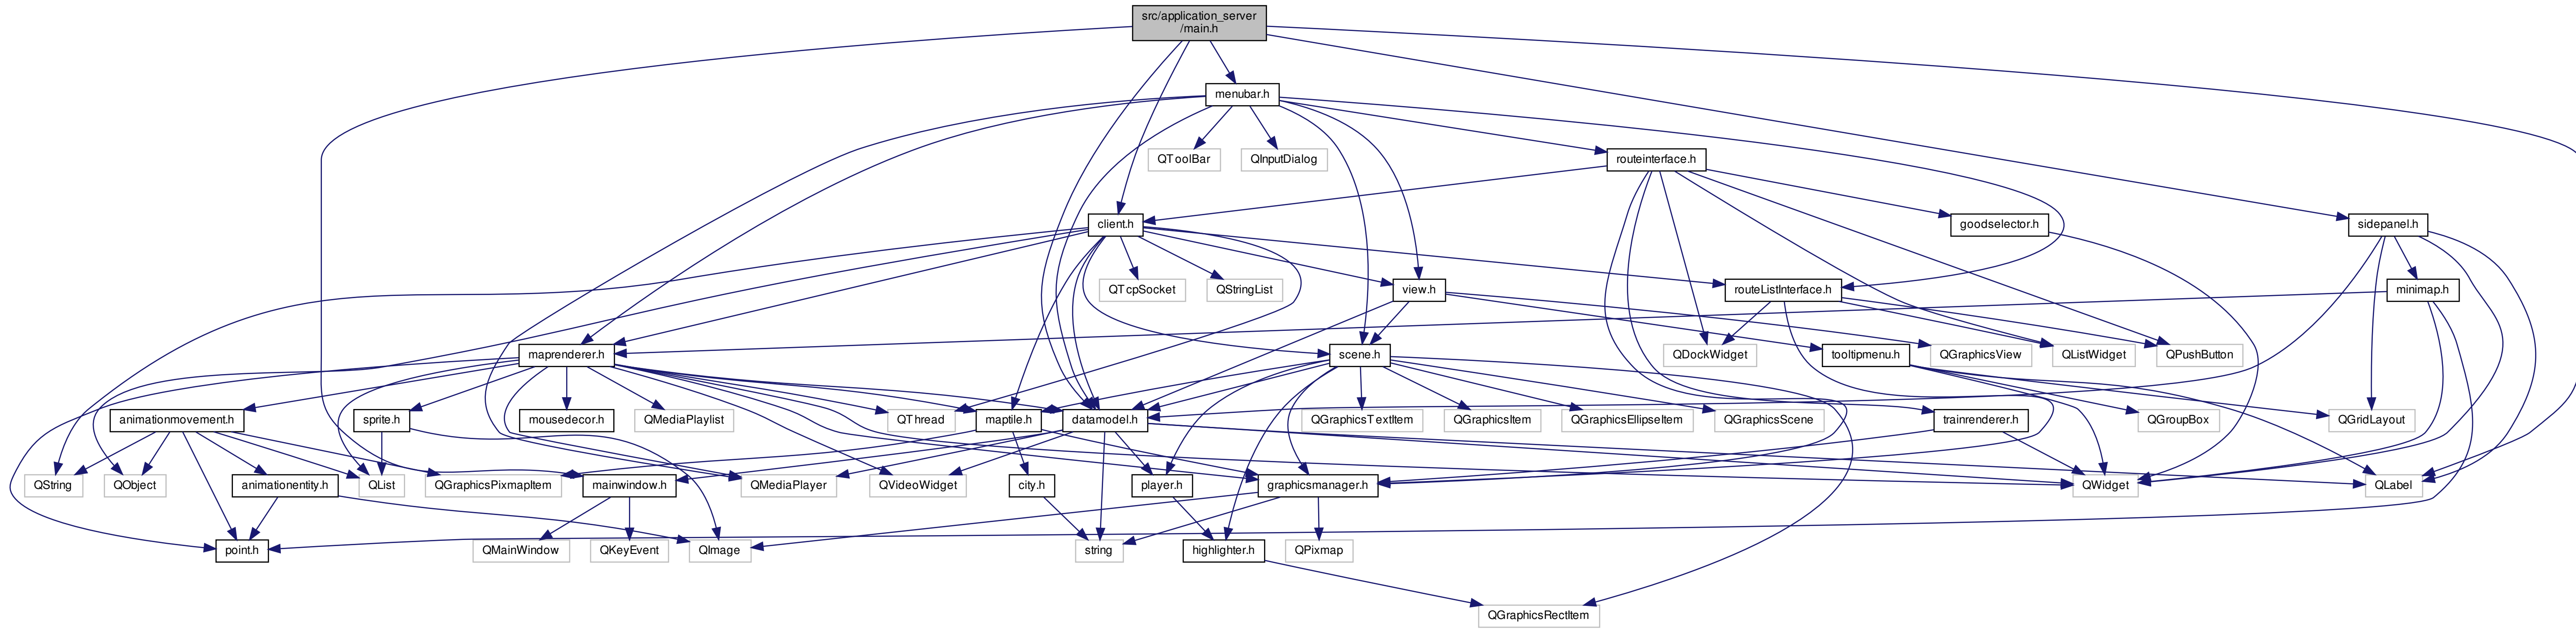 src/application_server
/main.h
menubar.h
QToolBar
QInputDialog
routeinterface.h
client.h
goodselector.h
sidepanel.h
QTcpSocket
QStringList
view.h
routeListInterface.h
minimap.h
maprenderer.h
scene.h
QDockWidget
tooltipmenu.h
QGraphicsView
QListWidget
QPushButton
animationmovement.h
sprite.h
mousedecor.h
QMediaPlaylist
QThread
maptile.h
datamodel.h
QGraphicsTextItem
QGraphicsItem
QGraphicsEllipseItem
QGraphicsScene
trainrenderer.h
QGroupBox
QGridLayout
QString
QObject
animationentity.h
QList
QGraphicsPixmapItem
mainwindow.h
QMediaPlayer
QVideoWidget
city.h
player.h
graphicsmanager.h
QWidget
QLabel
point.h
QMainWindow
QKeyEvent
QImage
string
highlighter.h
QPixmap
QGraphicsRectItem